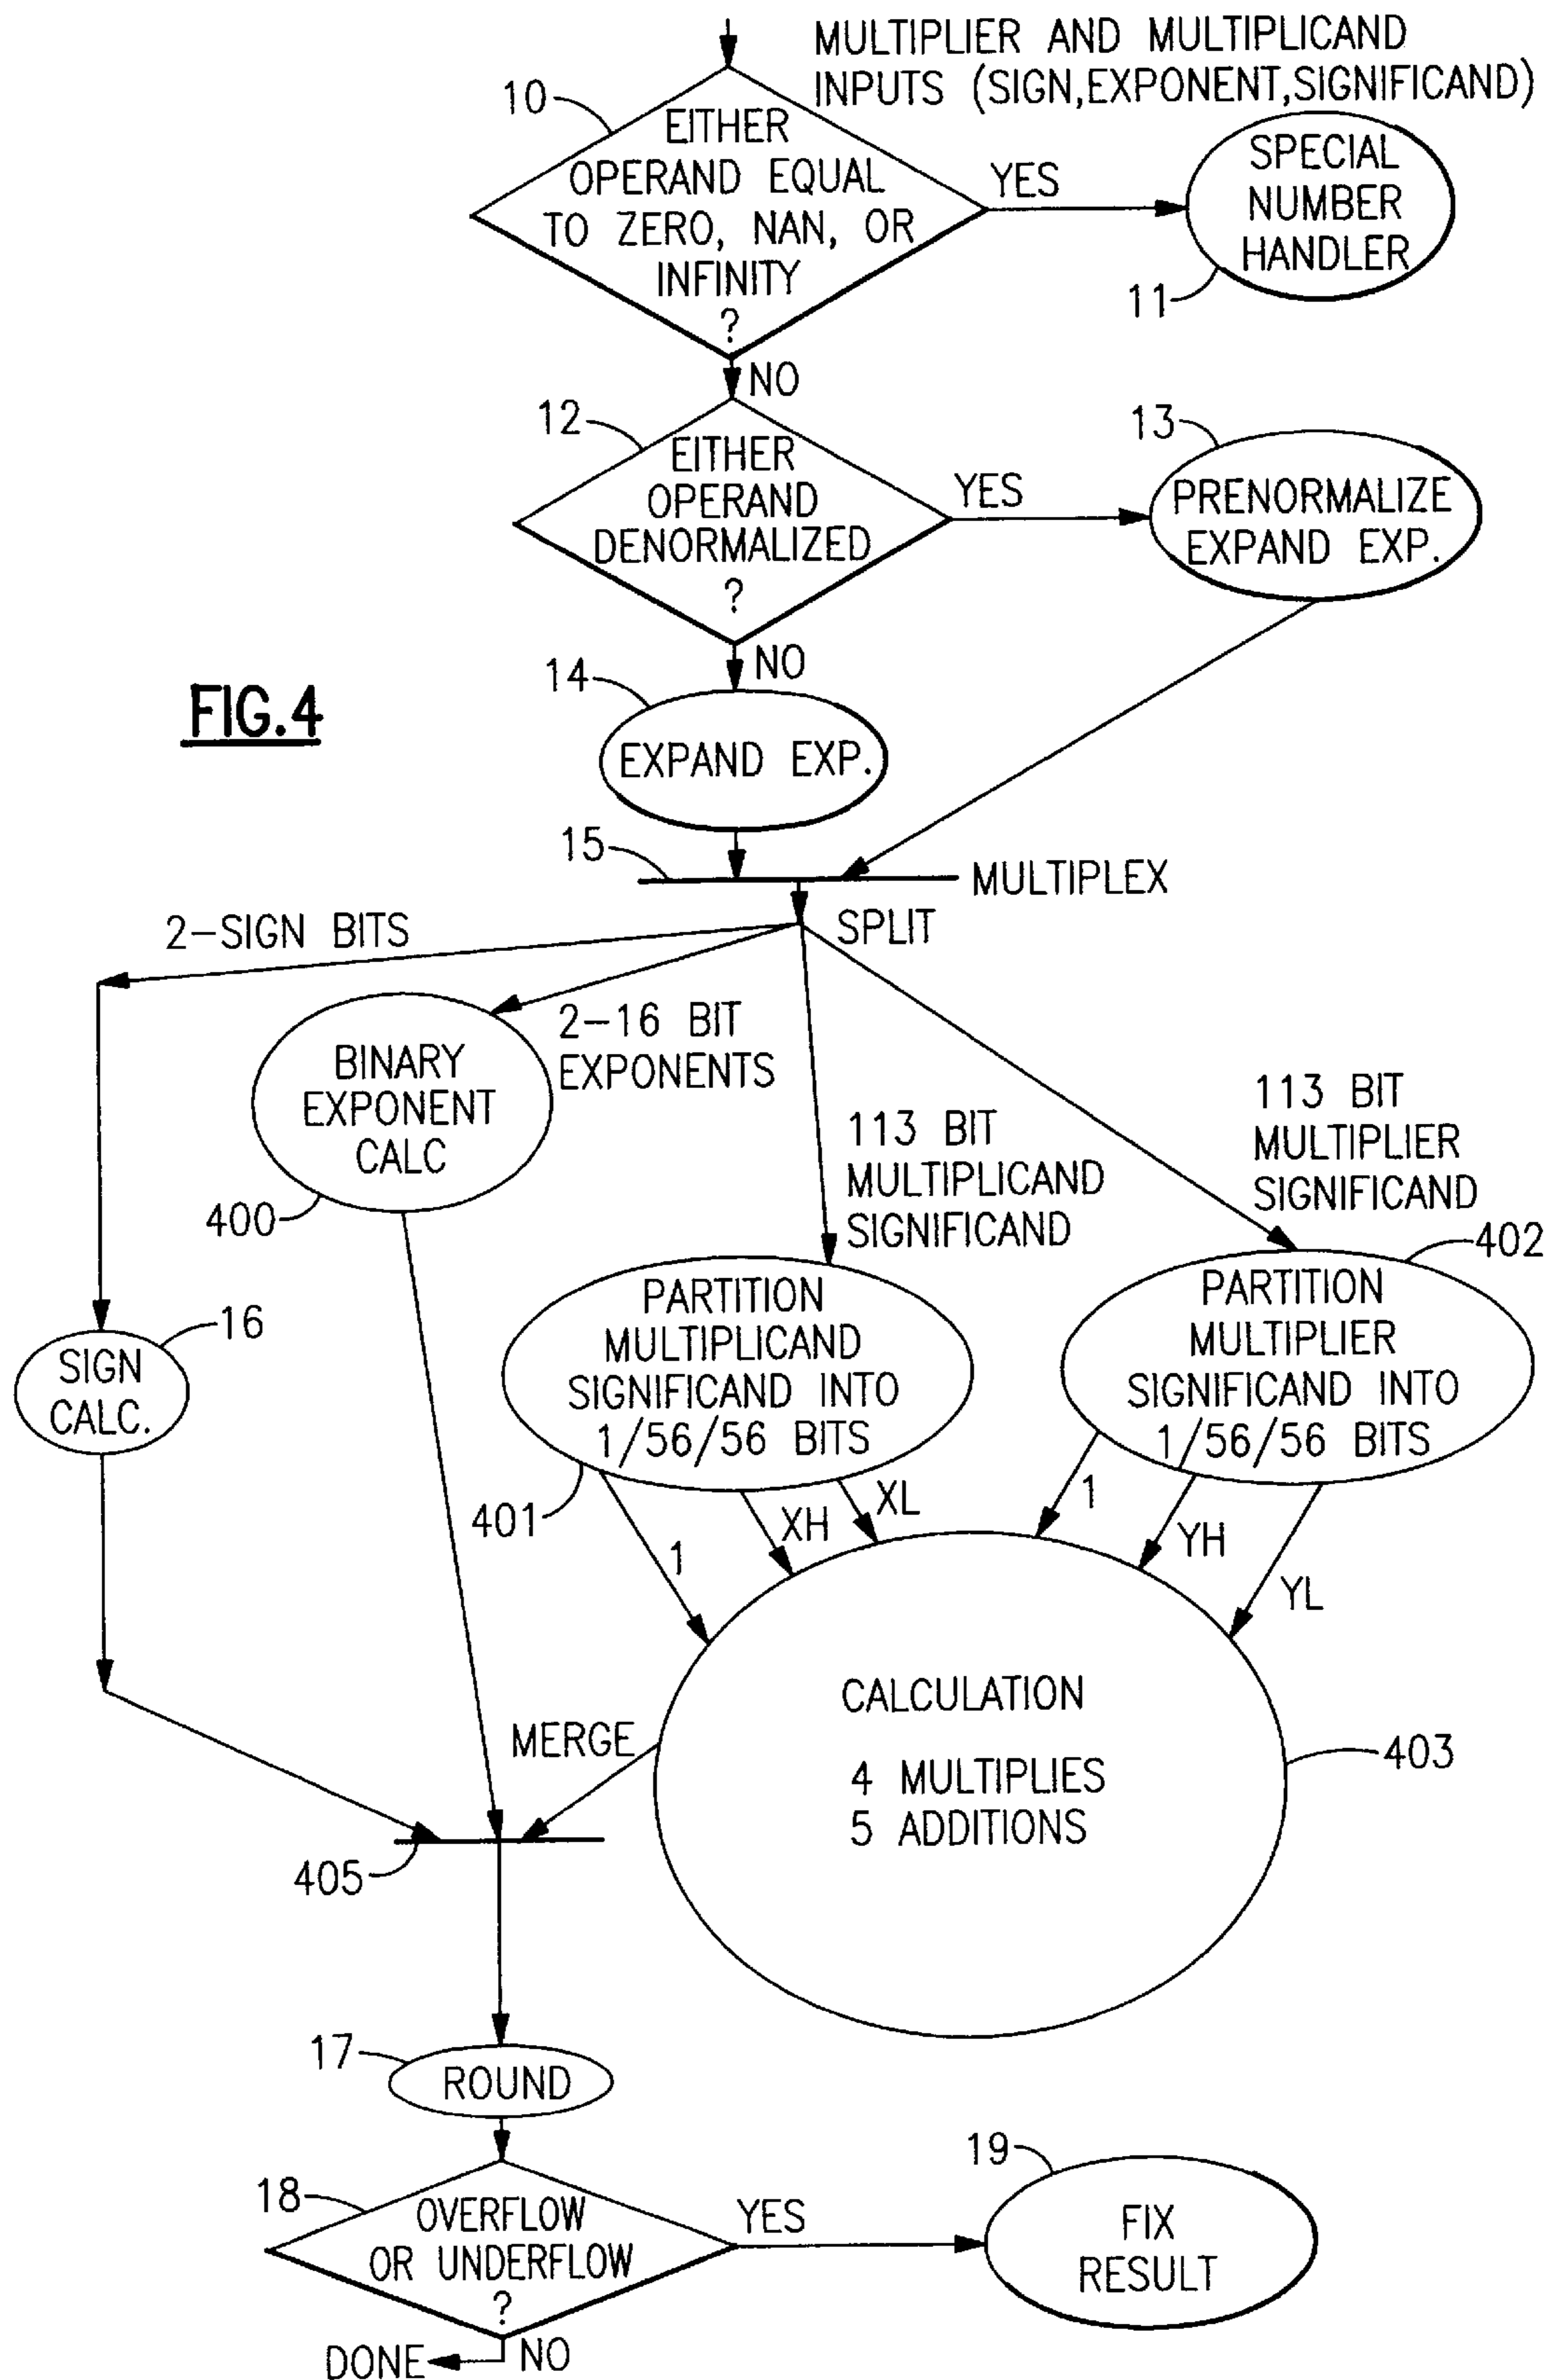 MULTIPLIER AND MULTIPLICAND
INPUTS (SIGN,EXPONENT,SIGNIFICAND)
10
EITHER
OPERAND EQUAL
TO ZERO, NAN, OR
INFINITY
?
YES
SPECIAL
NUMBER
HANDLER
11
NO
12
EITHER
OPERAND
DENORMALIZED
?
YES
13
PRENORMALIZE
EXPAND EXP.
NO
14
EXPAND EXP.
FIG.4
15
MULTIPLEX
SPLIT
2-SIGN BITS
2-16 BIT
EXPONENTS
BINARY
EXPONENT
CALC
400
113 BIT
MULTIPLICAND
SIGNIFICAND
113 BIT
MULTIPLIER
SIGNIFICAND
402
16
SIGN
CALC.
PARTITION
MULTIPLICAND
SIGNIFICAND INTO
1/56/56 BITS
401
PARTITION
MULTIPLIER
SIGNIFICAND INTO
1/56/56 BITS
1
XH
XL
1
YH
YL
CALCULATION
4 MULTIPLIES
5 ADDITIONS
403
MERGE
405
17
ROUND
18
OVERFLOW
OR UNDERFLOW
?
YES
19
FIX
RESULT
NO
DONE